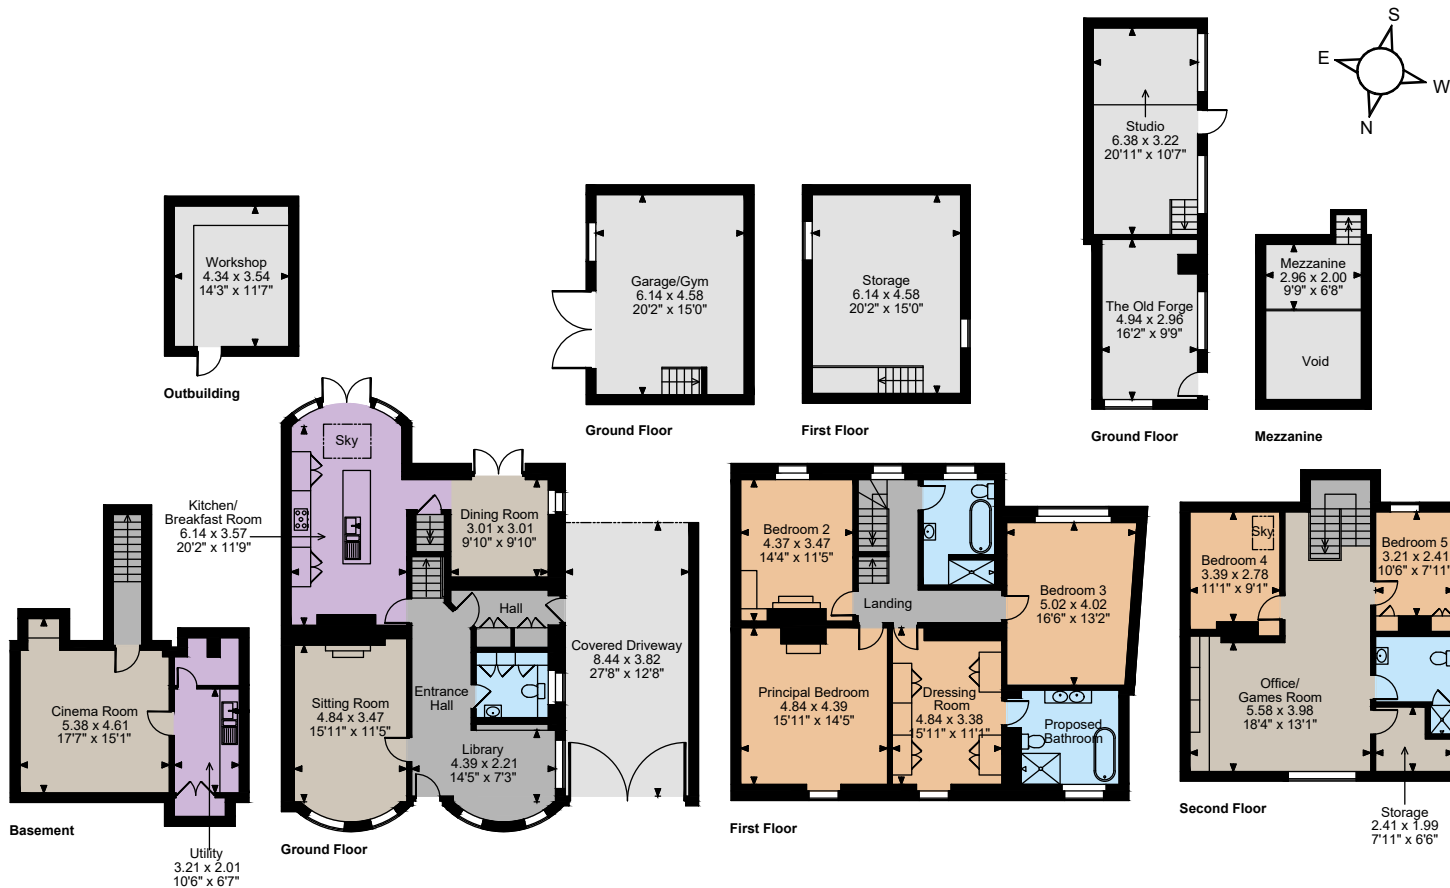 S
E
W
N
Studio
6.38 x 3.22
20'11" x 10'7"
Workshop
4.34 x 3.54
14'3" x 11'7"
Outbuilding
Garage/Gym
6.14 x 4.58
20'2" x 15'0"
Ground Floor
Storage
6.14 x 4.58
20'2" x 15'0"
First Floor
The Old Forge
4.94 x 2.96
16'2" x 9'9"
Ground Floor
Mezzanine
2.96 x 2.00
9'9" x 6'8"
Void
Mezzanine
Cinema Room
5.38 x 4.61
17'7" x 15'1"
Basement
Utility
3.21 x 2.01
10'6" x 6'7"
Sky
Kitchen/
Breakfast Room
6.14 x 3.57
20'2" x 11'9"
Dining Room
3.01 x 3.01
9'10" x 9'10"
Hall
Covered Driveway
8.44 x 3.82
27'8" x 12'8"
Sitting Room
4.84 x 3.47
15'11" x 11'5"
Entrance
Hall
Library
4.39 x 2.21
14'5" x 7'3"
Ground Floor
Bedroom 2
4.37 x 3.47
14'4" x 11'5"
Landing
Bedroom 3
5.02 x 4.02
16'6" x 13'2"
Principal Bedroom
4.84 x 4.39
15'11" x 14'5"
Dressing
Room
4.84 x 3.38
15'11" x 11'1"
Proposed
Bathroom
First Floor
Sky
Bedroom 4
3.39 x 2.78
11'1" x 9'1"
Bedroom 5
3.21 x 2.41
10'6" x 7'11"
Office/
Games Room
5.58 x 3.98
18'4" x 13'1"
Second Floor
Storage
2.41 x 1.99
7'11" x 6'6"